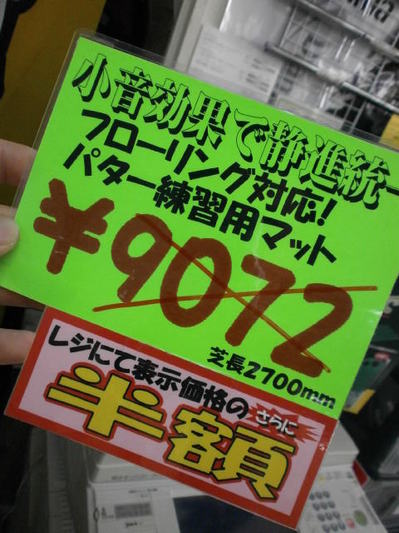 小音効果で静進統一
フローリング対応!
パター練習用マット
¥9072
芝長2700mm
レジにて表示価格の
さらに
半額